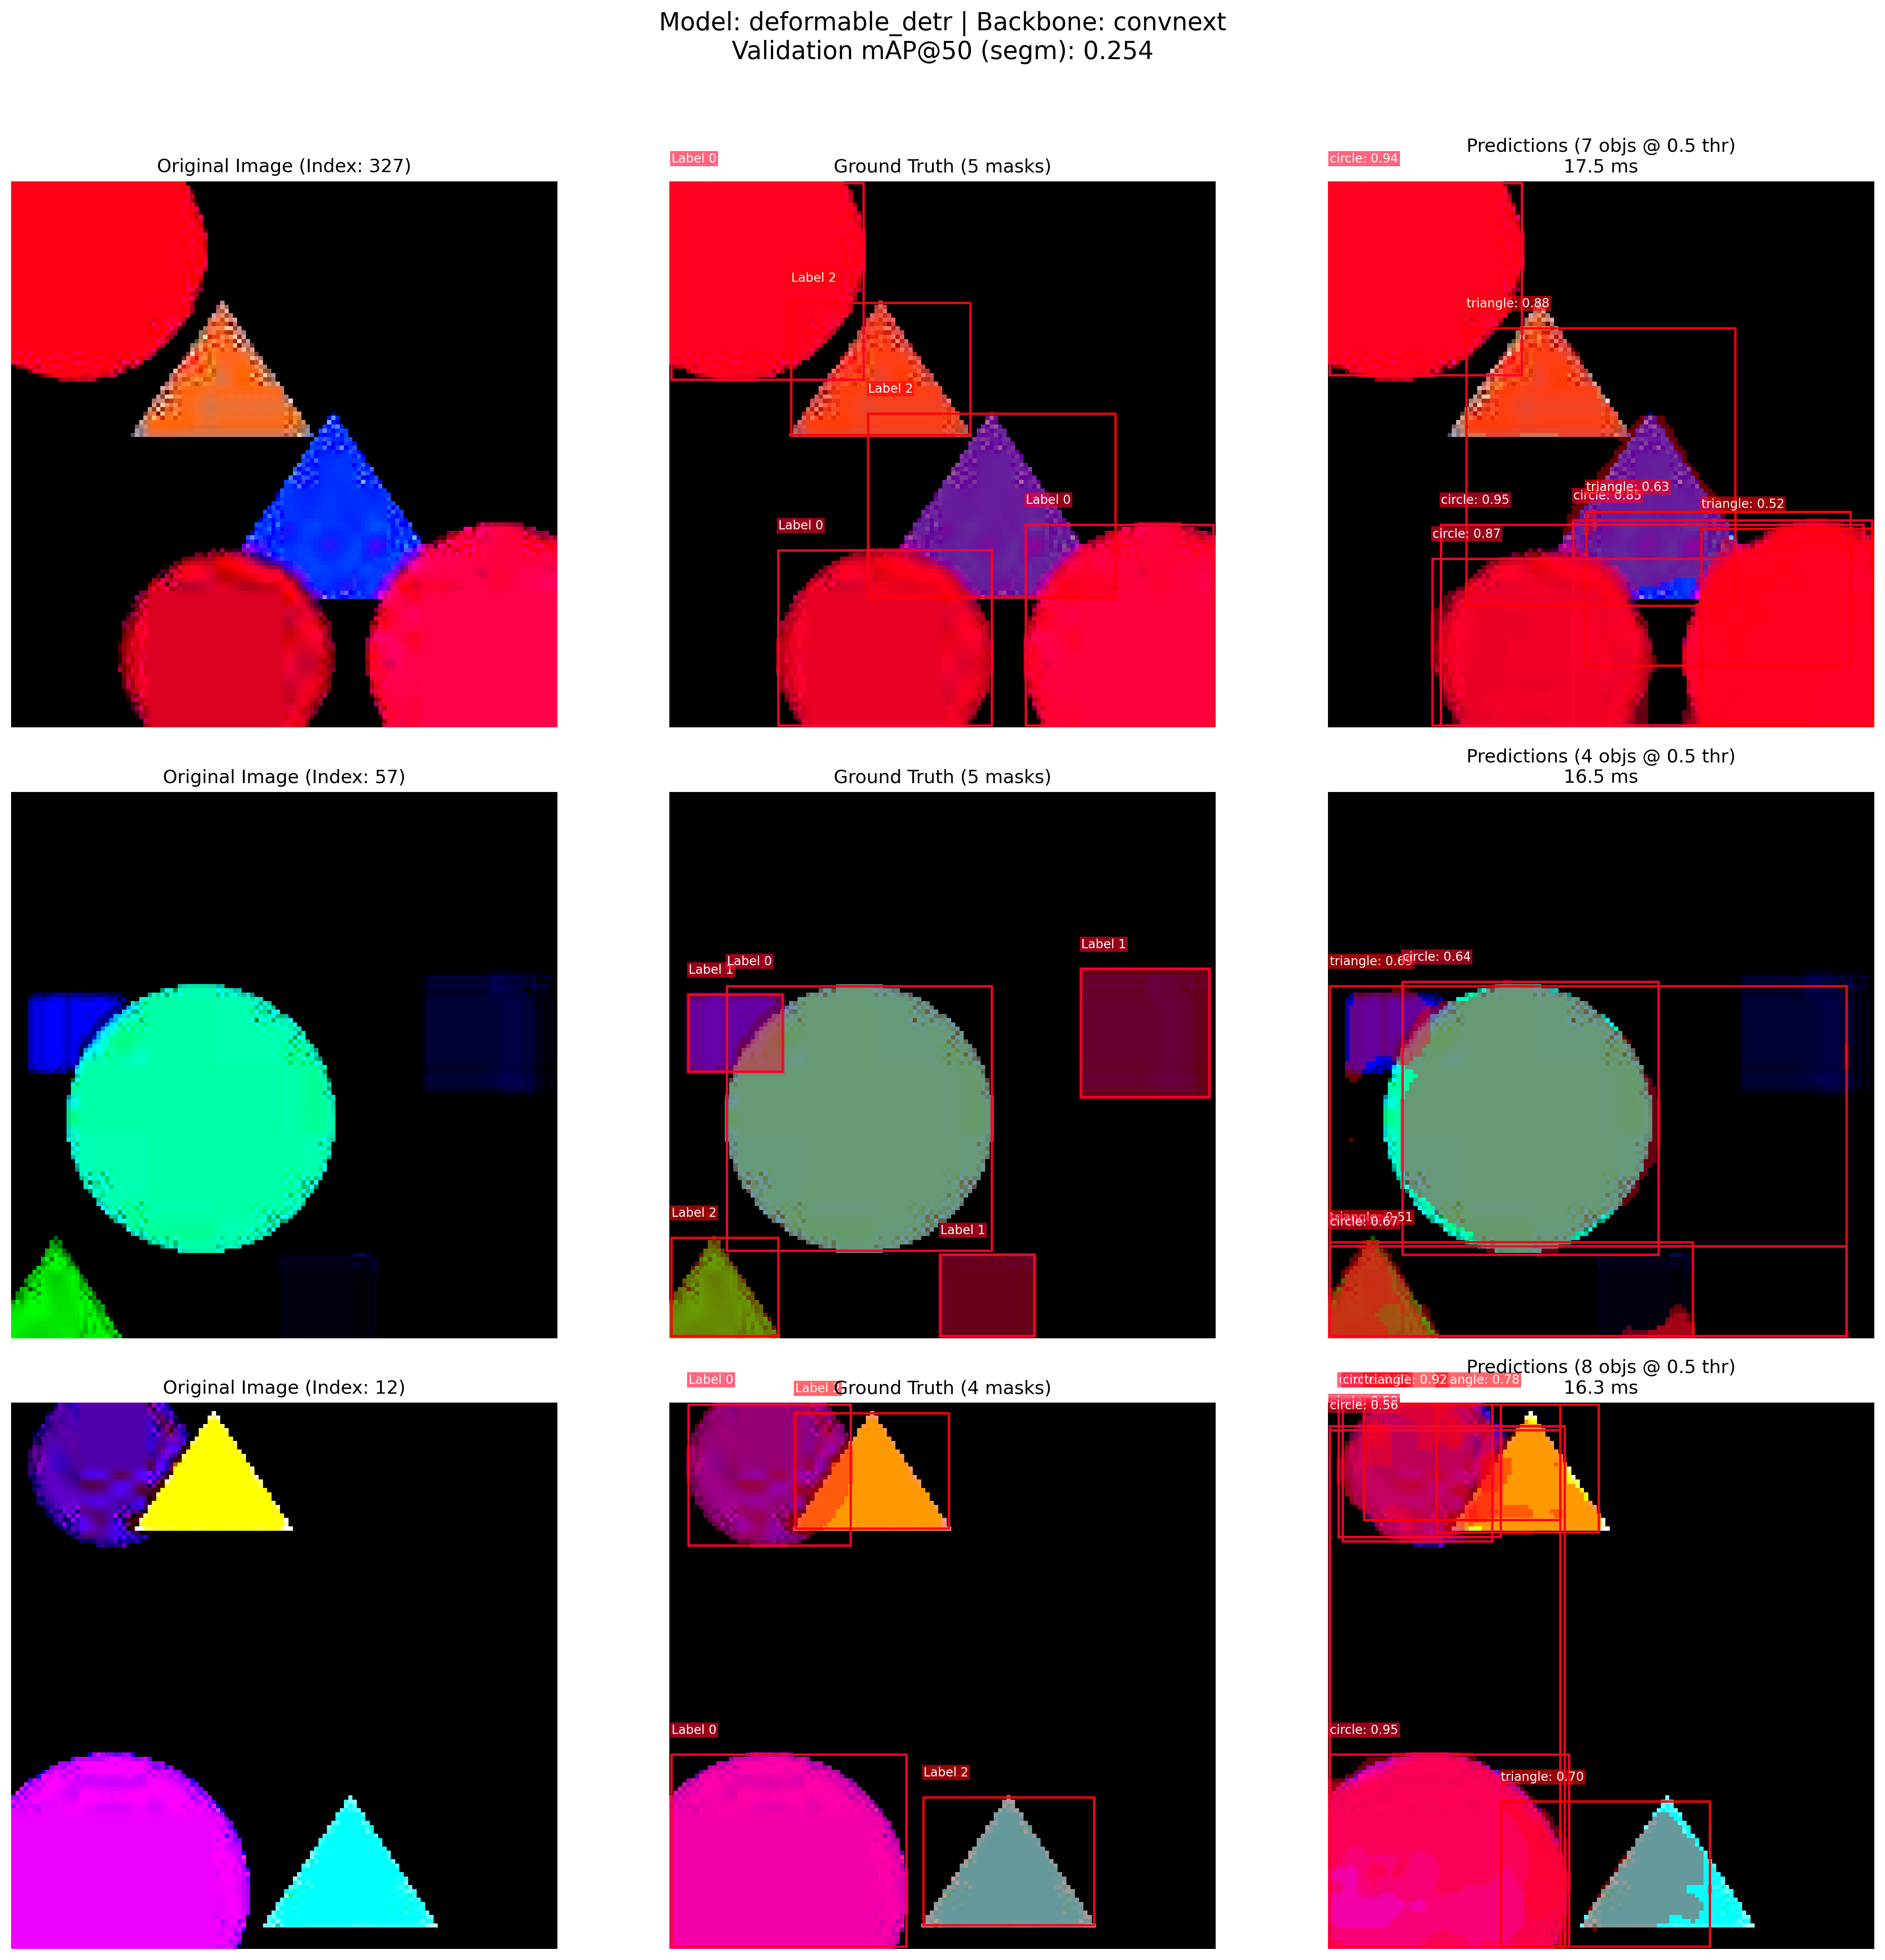 Model: deformable_detr | Backbone: convnext
Validation mAP@50 (segm): 0.254
Original Image (Index: 327)
Ground Truth (5 masks)
Predictions (7 objs @ 0.5 thr)
17.5 ms
Label 0
Label 2
Label 2
Label 0
Label 0
circle: 0.94
triangle: 0.88
triangle: 0.63
circle: 0.85
circle: 0.95
triangle: 0.52
circle: 0.87
Original Image (Index: 57)
Ground Truth (5 masks)
Predictions (4 objs @ 0.5 thr)
16.5 ms
Label 1
Label 0
Label 1
Label 2
Label 1
circle: 0.64
triangle:
triangle: 0.51
circle: 0.67
Original Image (Index: 12)
Ground Truth (4 masks)
Predictions (8 objs @ 0.5 thr)
16.3 ms
Label 0
Label
Label 0
Label 2
triangle: 0.92
angle: 0.78
circle: 0.56
circle: 0.95
triangle: 0.70